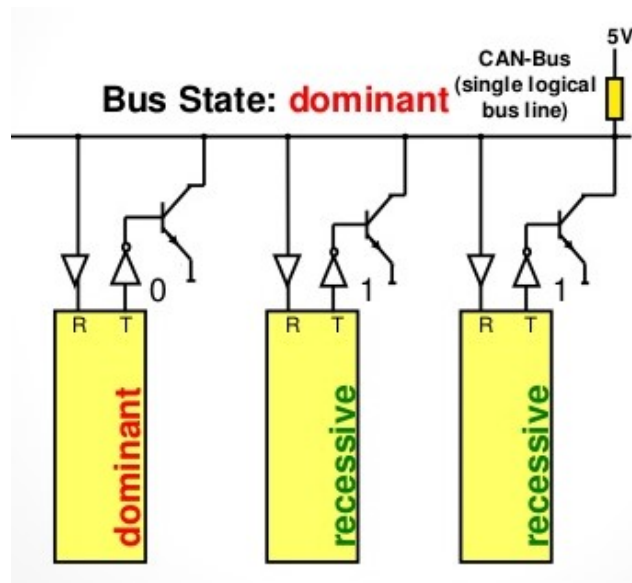 5V
CAN-Bus
(single logical
bus line)
Bus State: dominant
0
1
1
R T
R T
R T
dominant
recessive
recessive